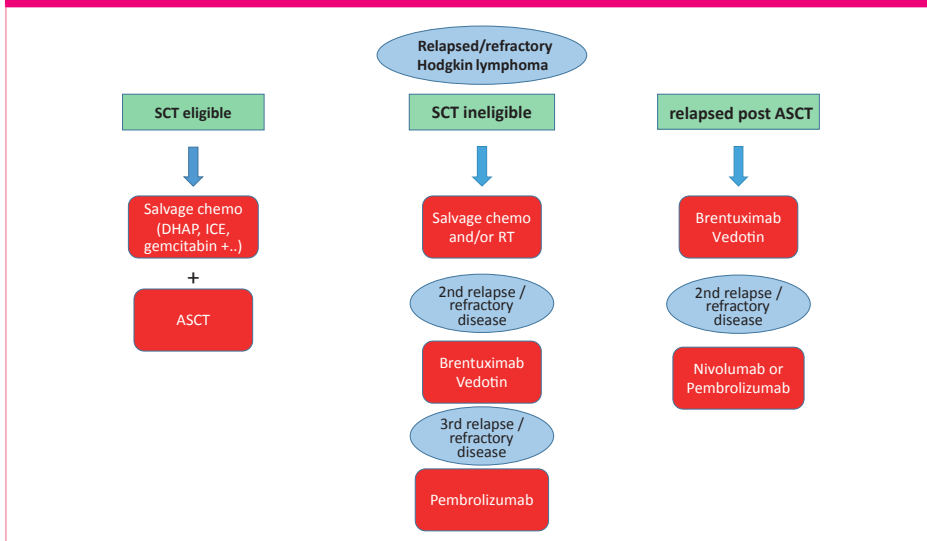 Relapsed/refractory
Hodgkin lymphoma
SCT eligible
Salvage chemo
(DHAP, ICE,
gemcitabin +..)
+
ASCT
SCT ineligible
Salvage chemo
and/or RT
2nd relapse /
refractory
disease
Brentuximab
Vedotin
3rd relapse /
refractory
disease
Pembrolizumab
relapsed post ASCT
Brentuximab
Vedotin
2nd relapse /
refractory
disease
Nivolumab or
Pembrolizumab